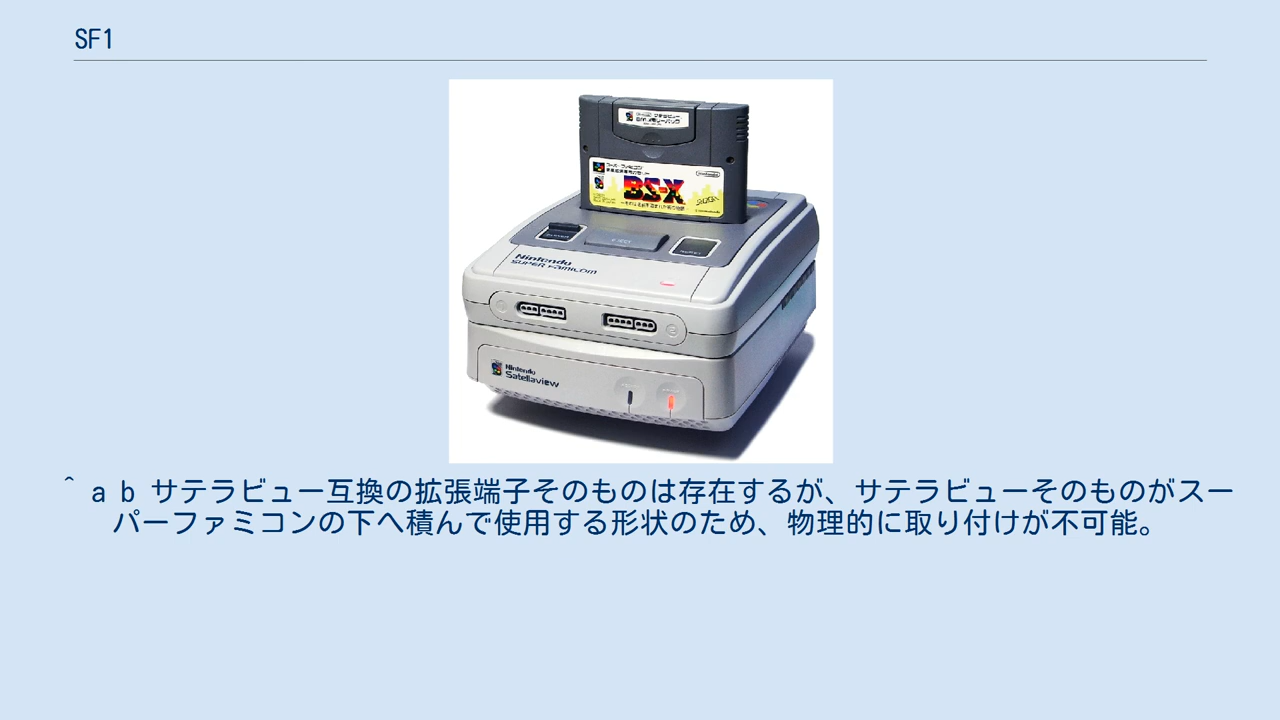 SF1
BS-X
Nintendo
SUPER FAMICOM
Nintendo
Satellaview
^ a b サテラビュー互換の拡張端子そのものは存在するが、サテラビューそのものがスー
パーファミコンの下へ積んで使用する形状のため、物理的に取り付けが不可能。